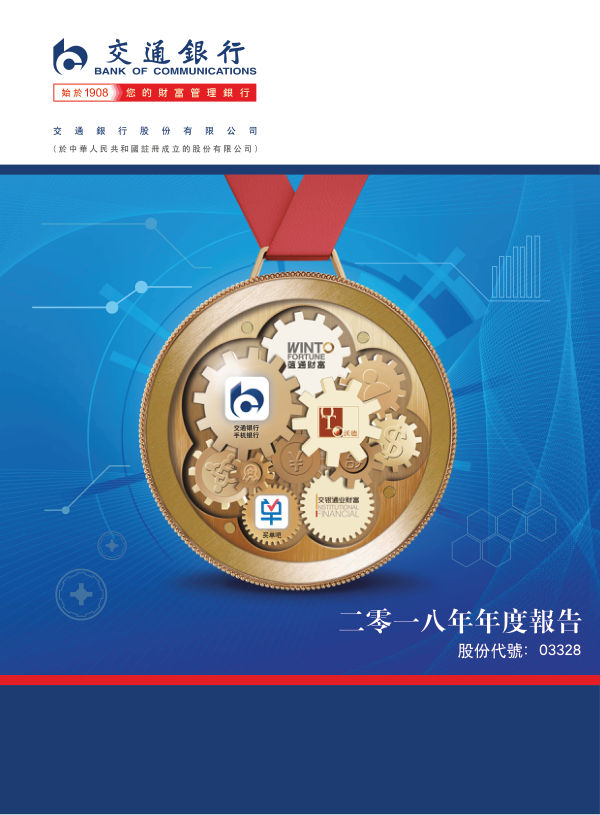 交通銀行
BANK OF COMMUNICATIONS
始於1908 您的財富管理銀行
交通銀行股份有限公司
(於中華人民共和國註冊成立的股份有限公司)
WINTO
FORTUNE
匯通財富
交通银行
手机银行
沃德
买单吧
交银通业财富
INSTITUTIONAL
FINANCIAL
二零一八年年度報告
股份代號：03328